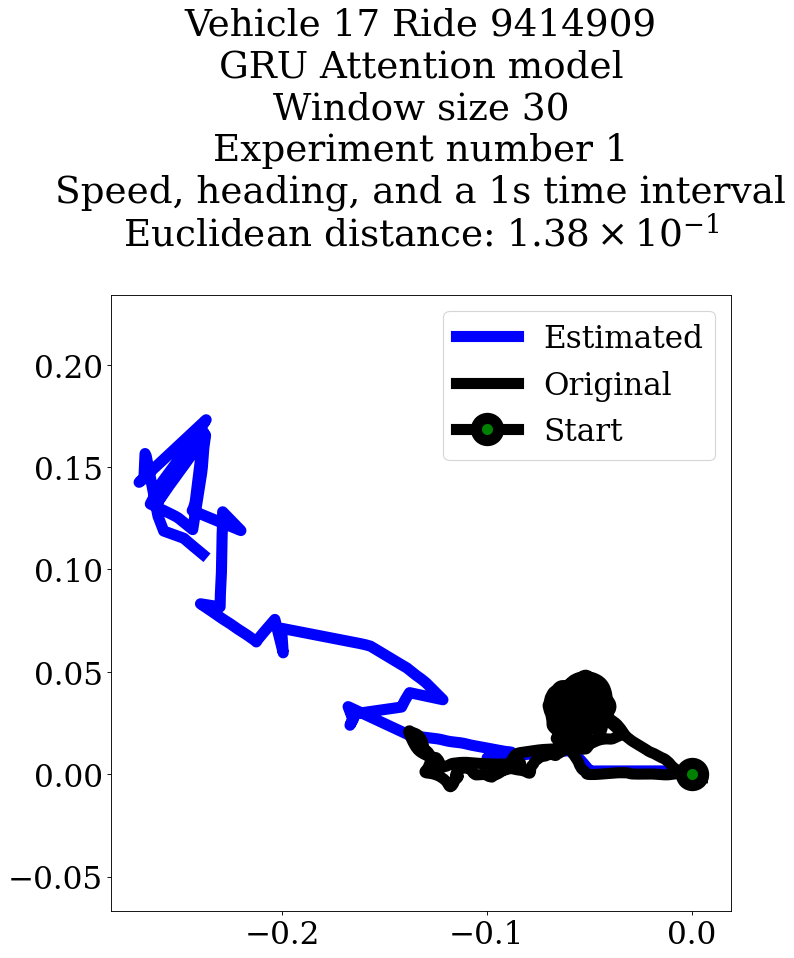 Vehicle 17 Ride 9414909
GRU Attention model
Window size 30
Experiment number 1
Speed, heading, and a 1s time interval
Euclidean distance: 1.38 × 10⁻¹
Estimated
Original
Start
0.20
0.15
0.10
0.05
0.00
−0.05
−0.2
−0.1
0.0